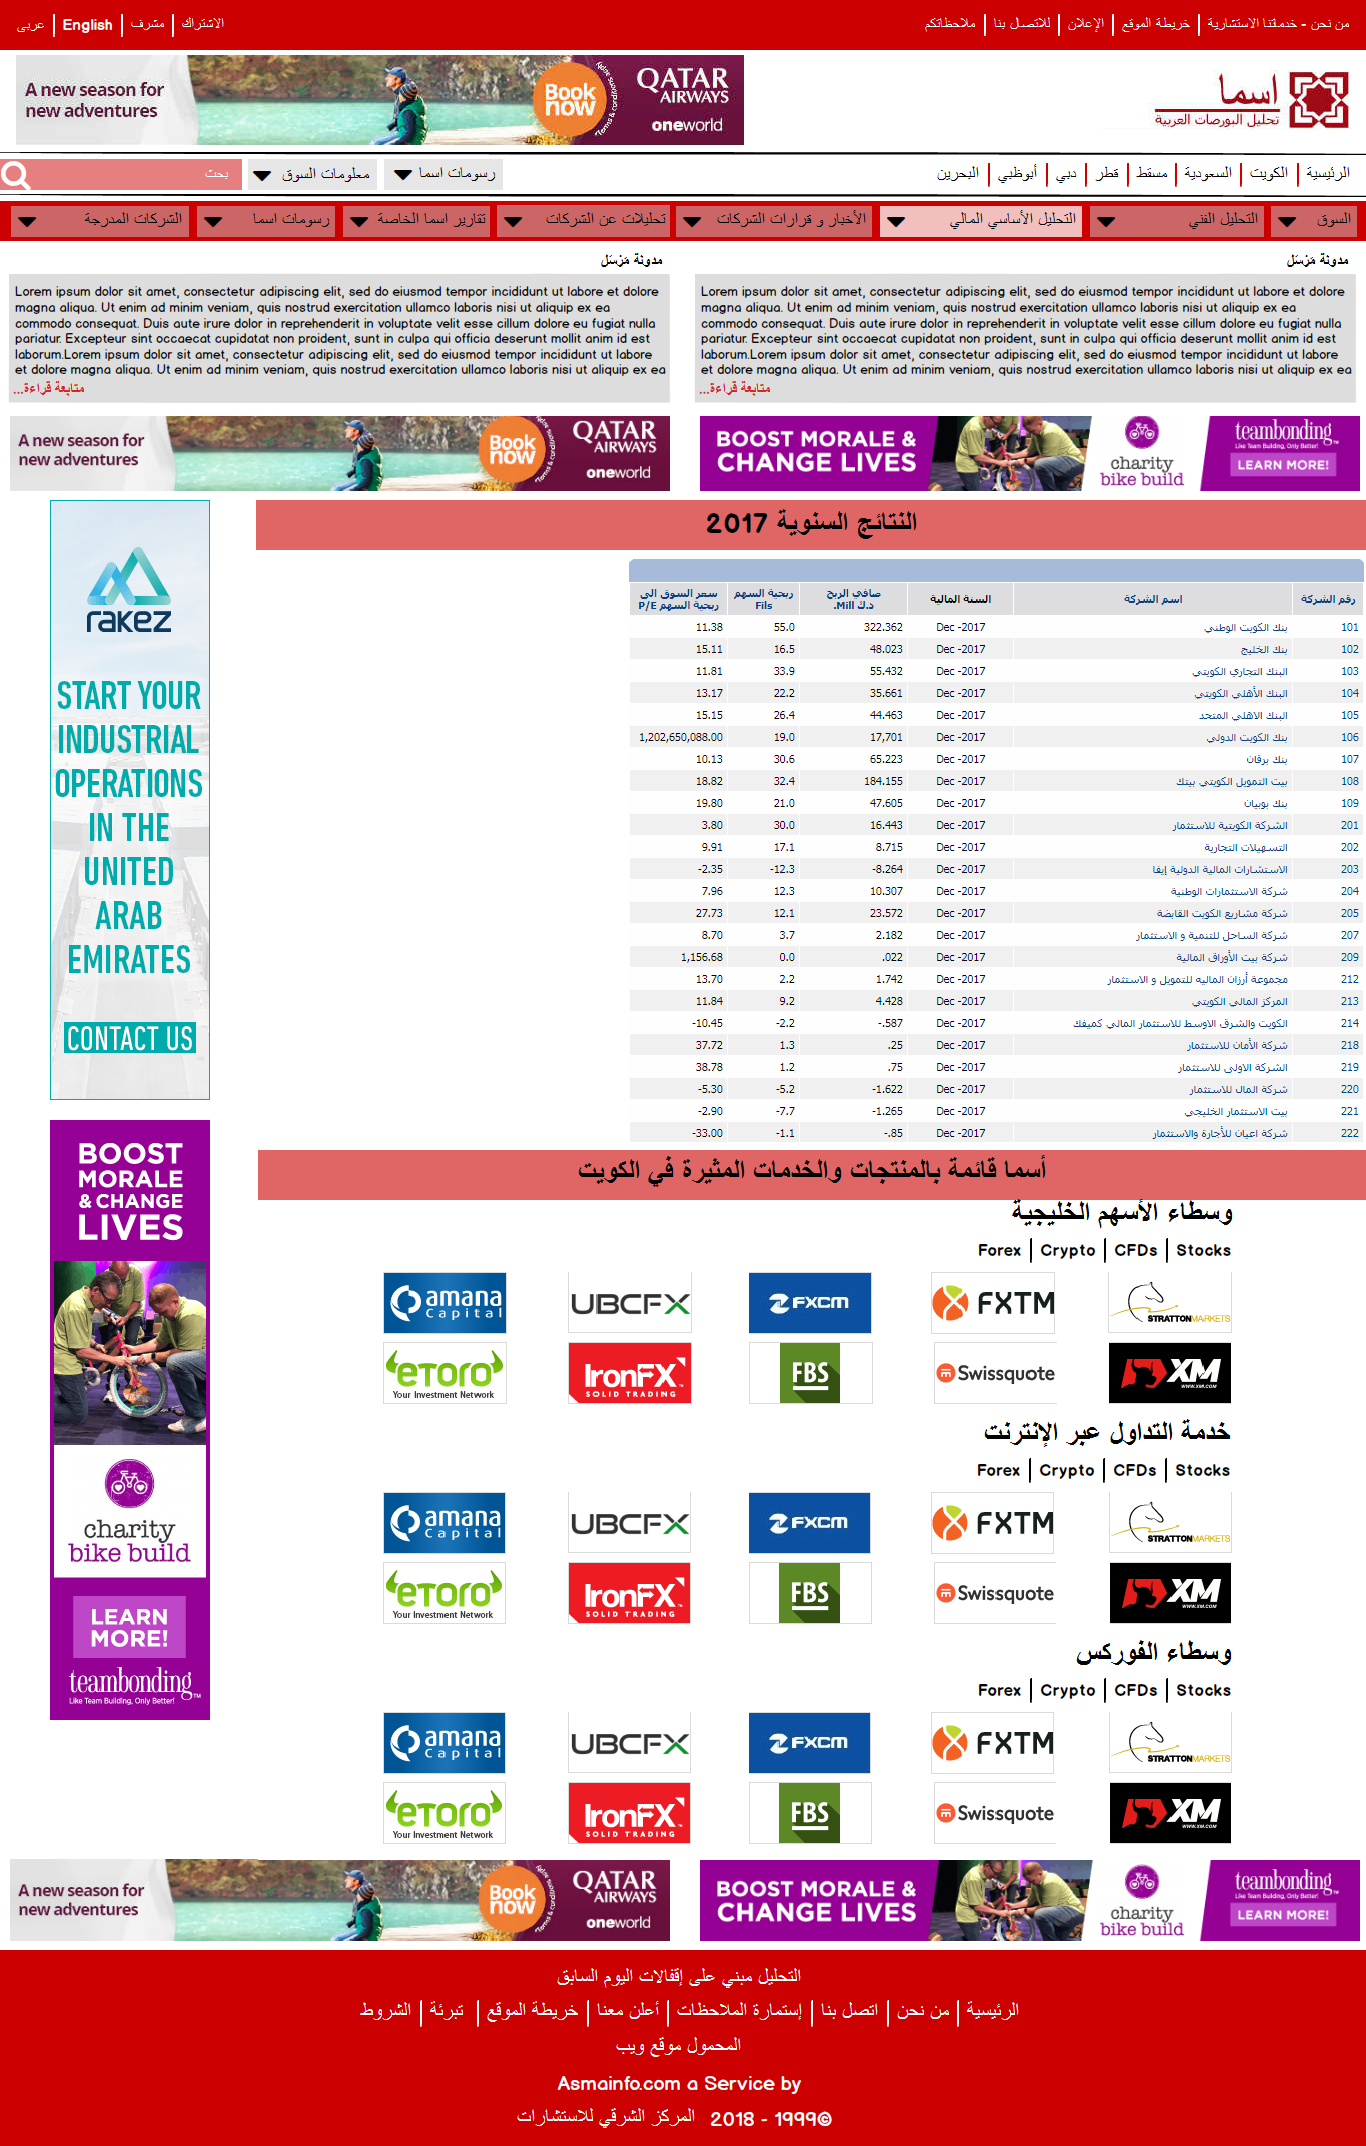 من نحن - خدماتنا الاستشارية | خريطة الموقع | الإعلان | للاتصال بنا | ملاحظاتكم
الاشتراك | مشرف | English | عربى
A new season for
new adventures
Book
now
Terms & conditions apply
QATAR
AIRWAYS
oneworld
اسما
تحليل البورصات العربية
الرئيسية | الكويت | السعودية | مسقط | قطر | دبي | أبوظبي | البحرين
رسومات اسما
معلومات السوق
بحث
السوق
التحليل الفني
التحليل الأساسي المالي
الأخبار و قرارات الشركات
تحليلات عن الشركات
تقارير اسما الخاصة
رسومات اسما
الشركات المدرجة
مدونة مَرْسَل
Lorem ipsum dolor sit amet, consectetur adipiscing elit, sed do eiusmod tempor incididunt ut labore et dolore
magna aliqua. Ut enim ad minim veniam, quis nostrud exercitation ullamco laboris nisi ut aliquip ex ea
commodo consequat. Duis aute irure dolor in reprehenderit in voluptate velit esse cillum dolore eu fugiat nulla
pariatur. Excepteur sint occaecat cupidatat non proident, sunt in culpa qui officia deserunt mollit anim id est
laborum.Lorem ipsum dolor sit amet, consectetur adipiscing elit, sed do eiusmod tempor incididunt ut labore
et dolore magna aliqua. Ut enim ad minim veniam, quis nostrud exercitation ullamco laboris nisi ut aliquip ex ea
متابعة قراءة...
مدونة مَرْسَل
Lorem ipsum dolor sit amet, consectetur adipiscing elit, sed do eiusmod tempor incididunt ut labore et dolore
magna aliqua. Ut enim ad minim veniam, quis nostrud exercitation ullamco laboris nisi ut aliquip ex ea
commodo consequat. Duis aute irure dolor in reprehenderit in voluptate velit esse cillum dolore eu fugiat nulla
pariatur. Excepteur sint occaecat cupidatat non proident, sunt in culpa qui officia deserunt mollit anim id est
laborum.Lorem ipsum dolor sit amet, consectetur adipiscing elit, sed do eiusmod tempor incididunt ut labore
et dolore magna aliqua. Ut enim ad minim veniam, quis nostrud exercitation ullamco laboris nisi ut aliquip ex ea
متابعة قراءة...
A new season for
new adventures
Book
now
Terms & conditions apply
QATAR
AIRWAYS
oneworld
BOOST MORALE &
CHANGE LIVES
charity
bike build
teambonding™
Like Team Building, Only Better!
LEARN MORE!
rakez
START YOUR
INDUSTRIAL
OPERATIONS
IN THE
UNITED
ARAB
EMIRATES
CONTACT US
BOOST
MORALE
& CHANGE
LIVES
charity
bike build
LEARN
MORE!
teambonding™
Like Team Building, Only Better!
النتائج السنوية 2017
رقم الشركة | اسم الشركة | السنة المالية | صافي الربح د.ك Mill. | ربحية السهم Fils | سعر السوق الى ربحية السهم P/E
101 بنك الكويت الوطني Dec -2017 322.362 55.0 11.38
102 بنك الخليج Dec -2017 48.023 16.5 15.11
103 البنك التجاري الكويتي Dec -2017 55.432 33.9 11.81
104 البنك الأهلي الكويتي Dec -2017 35.661 22.2 13.17
105 البنك الاهلي المتحد Dec -2017 44.463 26.4 15.15
106 بنك الكويت الدولي Dec -2017 17,701 19.0 1,202,650,088.00
107 بنك برقان Dec -2017 65.223 30.6 10.13
108 بيت التمويل الكويتي بيتك Dec -2017 184.155 32.4 18.82
109 بنك بوبيان Dec -2017 47.605 21.0 19.80
201 الشركة الكويتية للاستثمار Dec -2017 16.443 30.0 3.80
202 التسهيلات التجارية Dec -2017 8.715 17.1 9.91
203 الاستشارات المالية الدولية إيفا Dec -2017 -8.264 -12.3 -2.35
204 شركة الاستثمارات الوطنية Dec -2017 10.307 12.3 7.96
205 شركة مشاريع الكويت القابضة Dec -2017 23.572 12.1 27.73
207 شركة الساحل للتنمية و الاستثمار Dec -2017 2.182 3.7 8.70
209 شركة بيت الأوراق المالية Dec -2017 .022 0.0 1,156.68
212 مجموعة أرزان الماليه للتمويل و الاستثمار Dec -2017 1.742 2.2 13.70
213 المركز المالي الكويتي Dec -2017 4.428 9.2 11.84
214 الكويت والشرق الاوسط للاستثمار المالي كميفك Dec -2017 -.587 -2.2 -10.45
218 شركة الأمان للاستثمار Dec -2017 .25 1.3 37.72
219 الشركة الاولى للاستثمار Dec -2017 .75 1.2 38.78
220 شركة المال للاستثمار Dec -2017 -1.622 -5.2 -5.30
221 بيت الاستثمار الخليجي Dec -2017 -1.265 -7.7 -2.90
222 شركة اعيان للأجارة والاستثمار Dec -2017 -.85 -1.1 -33.00
أسما قائمة بالمنتجات والخدمات المثيرة في الكويت
وسطاء الأسهم الخليجية
Forex | Crypto | CFDs | Stocks
amana capital
UBCFX
FXCM
FXTM
STRATTONMARKETS
eToro Your Investment Network
IronFX SOLID TRADING
FBS
Swissquote
XM WWW.XM.COM
خدمة التداول عبر الإنترنت
Forex | Crypto | CFDs | Stocks
amana capital
UBCFX
FXCM
FXTM
STRATTONMARKETS
eToro Your Investment Network
IronFX SOLID TRADING
FBS
Swissquote
XM WWW.XM.COM
وسطاء الفوركس
Forex | Crypto | CFDs | Stocks
amana capital
UBCFX
FXCM
FXTM
STRATTONMARKETS
eToro Your Investment Network
IronFX SOLID TRADING
FBS
Swissquote
XM WWW.XM.COM
A new season for
new adventures
Book
now
Terms & conditions apply
QATAR
AIRWAYS
oneworld
BOOST MORALE &
CHANGE LIVES
charity
bike build
teambonding™
Like Team Building, Only Better!
LEARN MORE!
التحليل مبني على إقفالات اليوم السابق
الرئيسية | من نحن | اتصل بنا | إستمارة الملاحظات | أعلن معنا | خريطة الموقع | تبرئة | الشروط
المحمول موقع ويب
Asmainfo.com a Service by
المركز الشرقي للاستشارات 2018 - 1999©